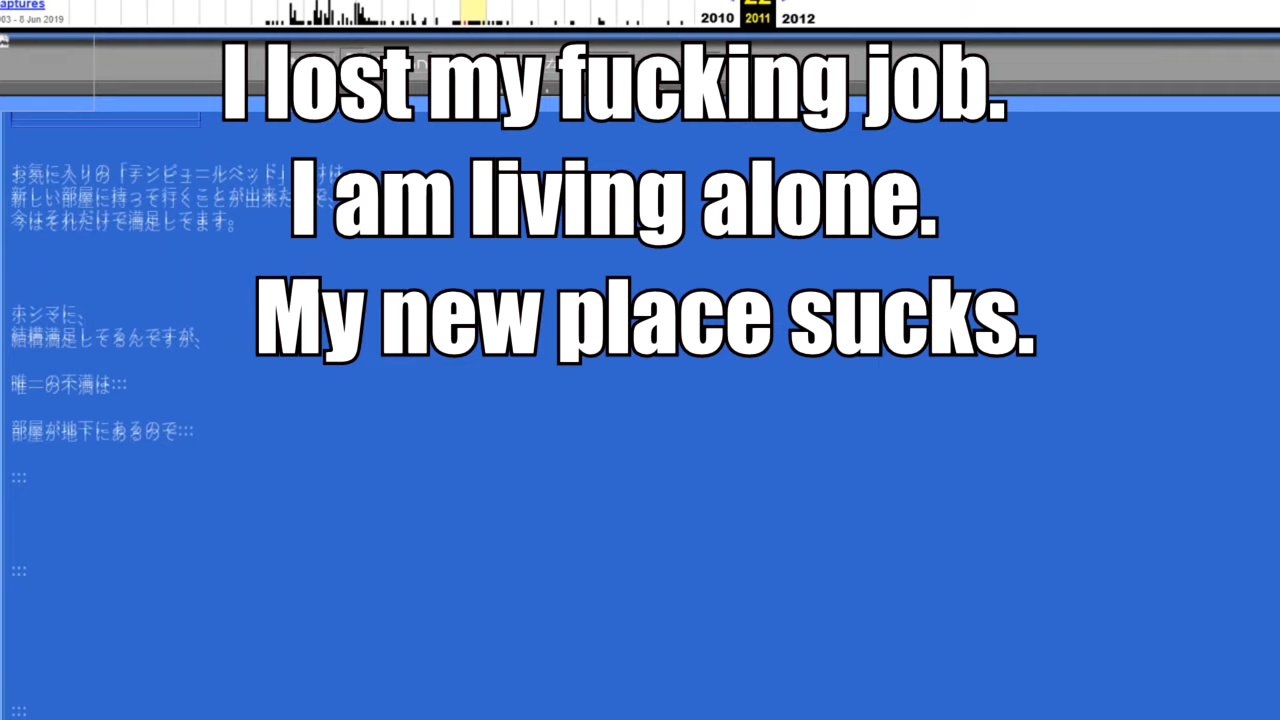 aptures
003 - 8 Jun 2019
2010 2011 2012
I lost my fucking job.
I am living alone.
My new place sucks.
お気に入りの「テンピュールベッド」
新しい部屋に持って行くことが出来た
今はそれだけで満足してます。
ホンマに、
結構満足してるんですが、
唯一の不満は…
部屋が地下にあるので…
…
…
…